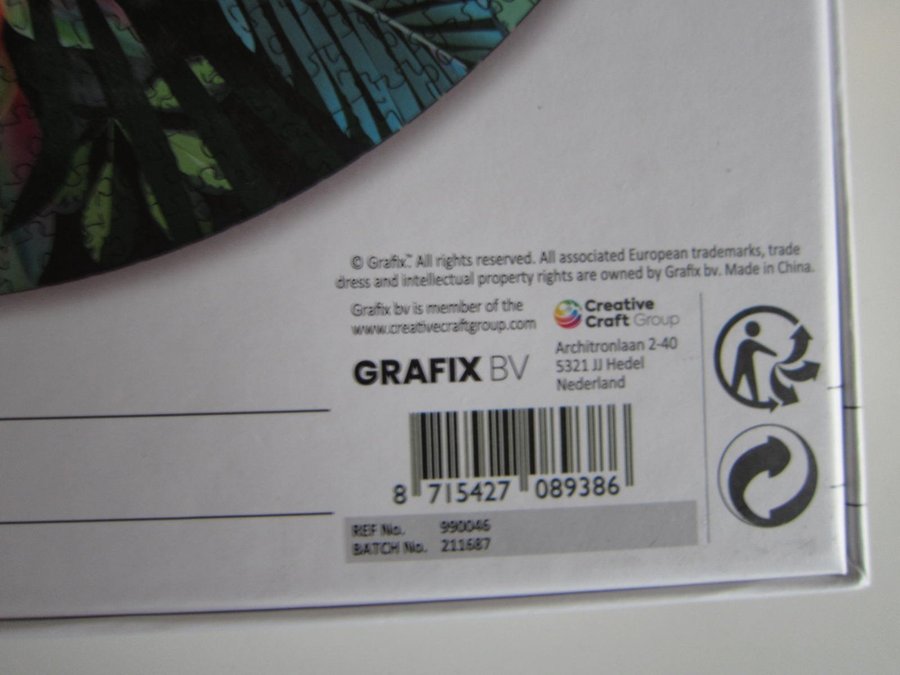 © Grafix™ All rights reserved. All associated European trademarks, trade
dress and intellectual property rights are owned by Grafix bv. Made in China.
Grafix bv is member of the
www.creativecraftgroup.com
Creative
Craft Group
GRAFIX BV
Architronlaan 2-40
5321 JJ Hedel
Nederland
8 715427 089386
REF No. 990046
BATCH No. 211687